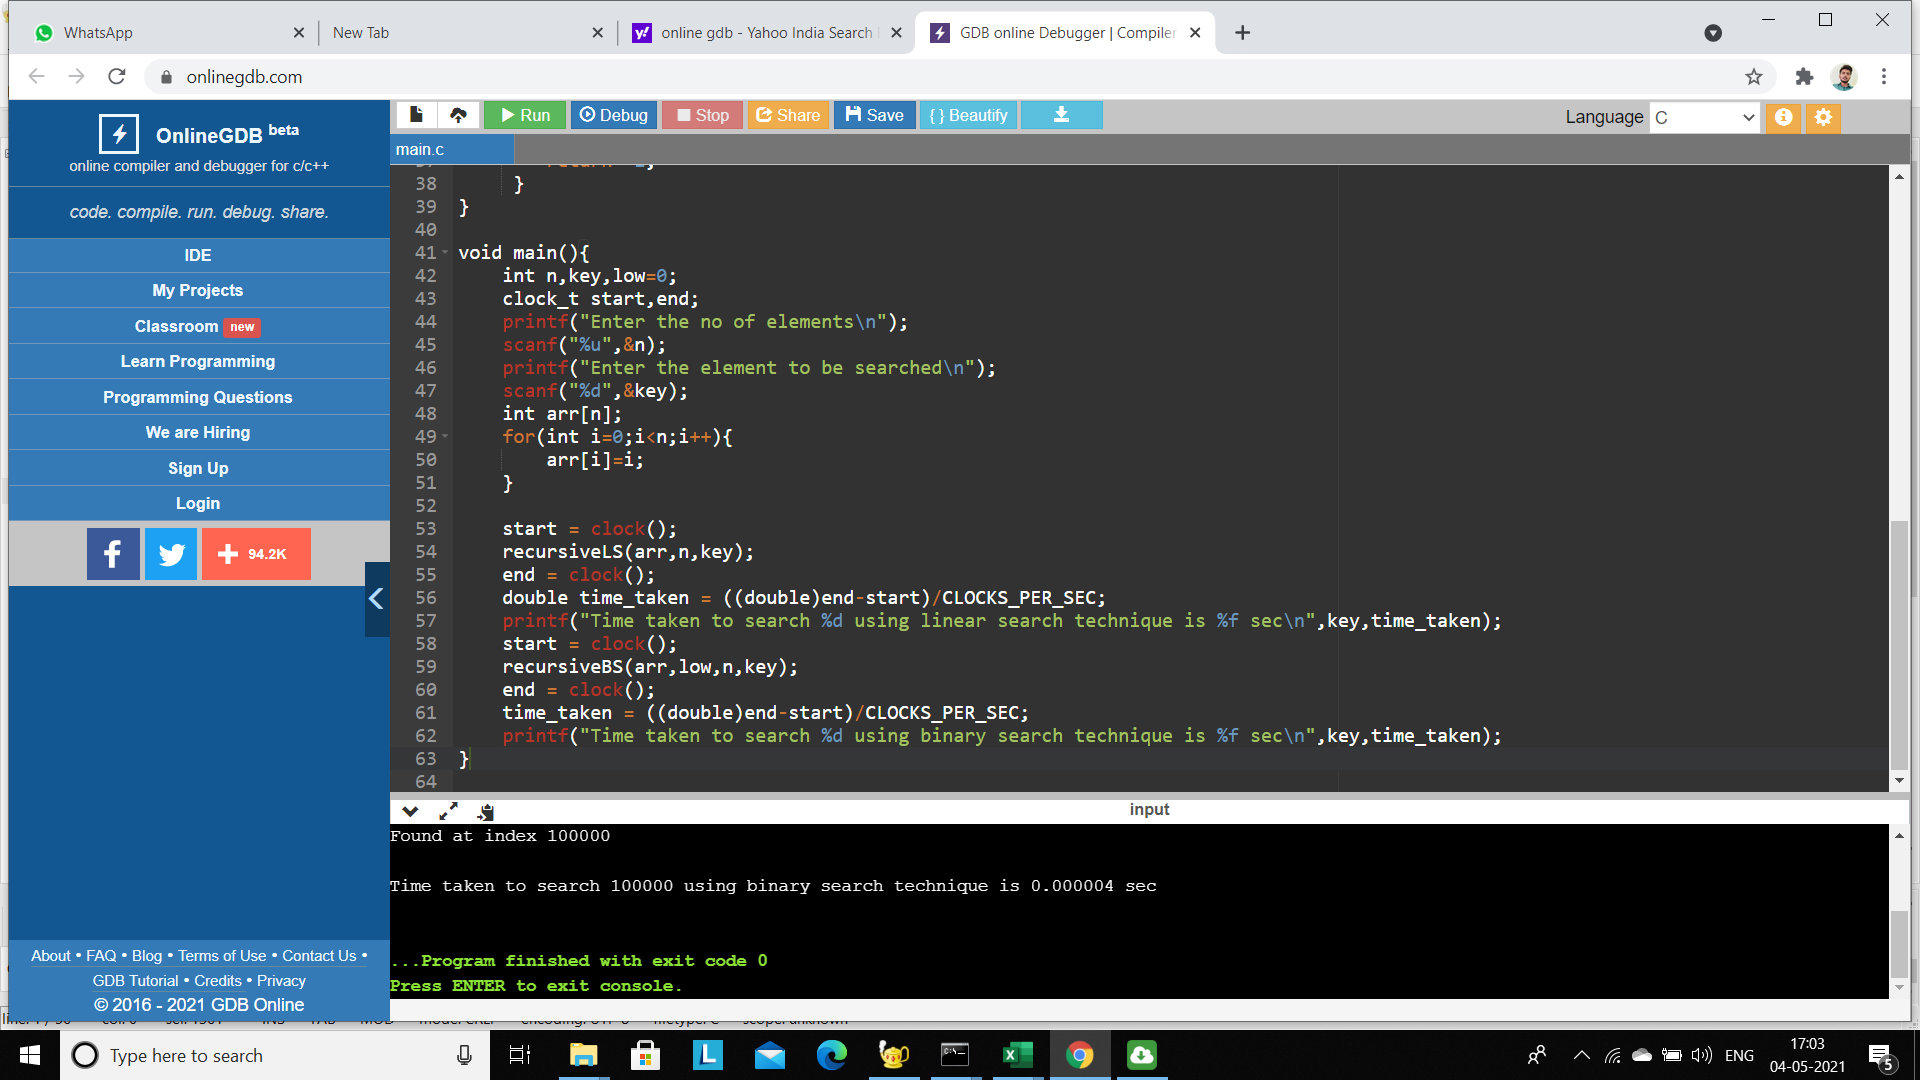 WhatsApp
New Tab
online gdb - Yahoo India Search
GDB online Debugger | Compiler
onlinegdb.com
OnlineGDB beta
online compiler and debugger for c/c++
code. compile. run. debug. share.
IDE
My Projects
Classroom new
Learn Programming
Programming Questions
We are Hiring
Sign Up
Login
94.2K
About • FAQ • Blog • Terms of Use • Contact Us •
GDB Tutorial • Credits • Privacy
© 2016 - 2021 GDB Online
Run Debug Stop Share Save { } Beautify
Language C
main.c
38 }
39 }
40
41 void main(){
42 int n,key,low=0;
43 clock_t start,end;
44 printf("Enter the no of elements\n");
45 scanf("%u",&n);
46 printf("Enter the element to be searched\n");
47 scanf("%d",&key);
48 int arr[n];
49 for(int i=0;i<n;i++){
50 arr[i]=i;
51 }
52
53 start = clock();
54 recursiveLS(arr,n,key);
55 end = clock();
56 double time_taken = ((double)end-start)/CLOCKS_PER_SEC;
57 printf("Time taken to search %d using linear search technique is %f sec\n",key,time_taken);
58 start = clock();
59 recursiveBS(arr,low,n,key);
60 end = clock();
61 time_taken = ((double)end-start)/CLOCKS_PER_SEC;
62 printf("Time taken to search %d using binary search technique is %f sec\n",key,time_taken);
63 }
64
input
Found at index 100000
Time taken to search 100000 using binary search technique is 0.000004 sec
...Program finished with exit code 0
Press ENTER to exit console.
Type here to search
ENG
17:03
04-05-2021
5